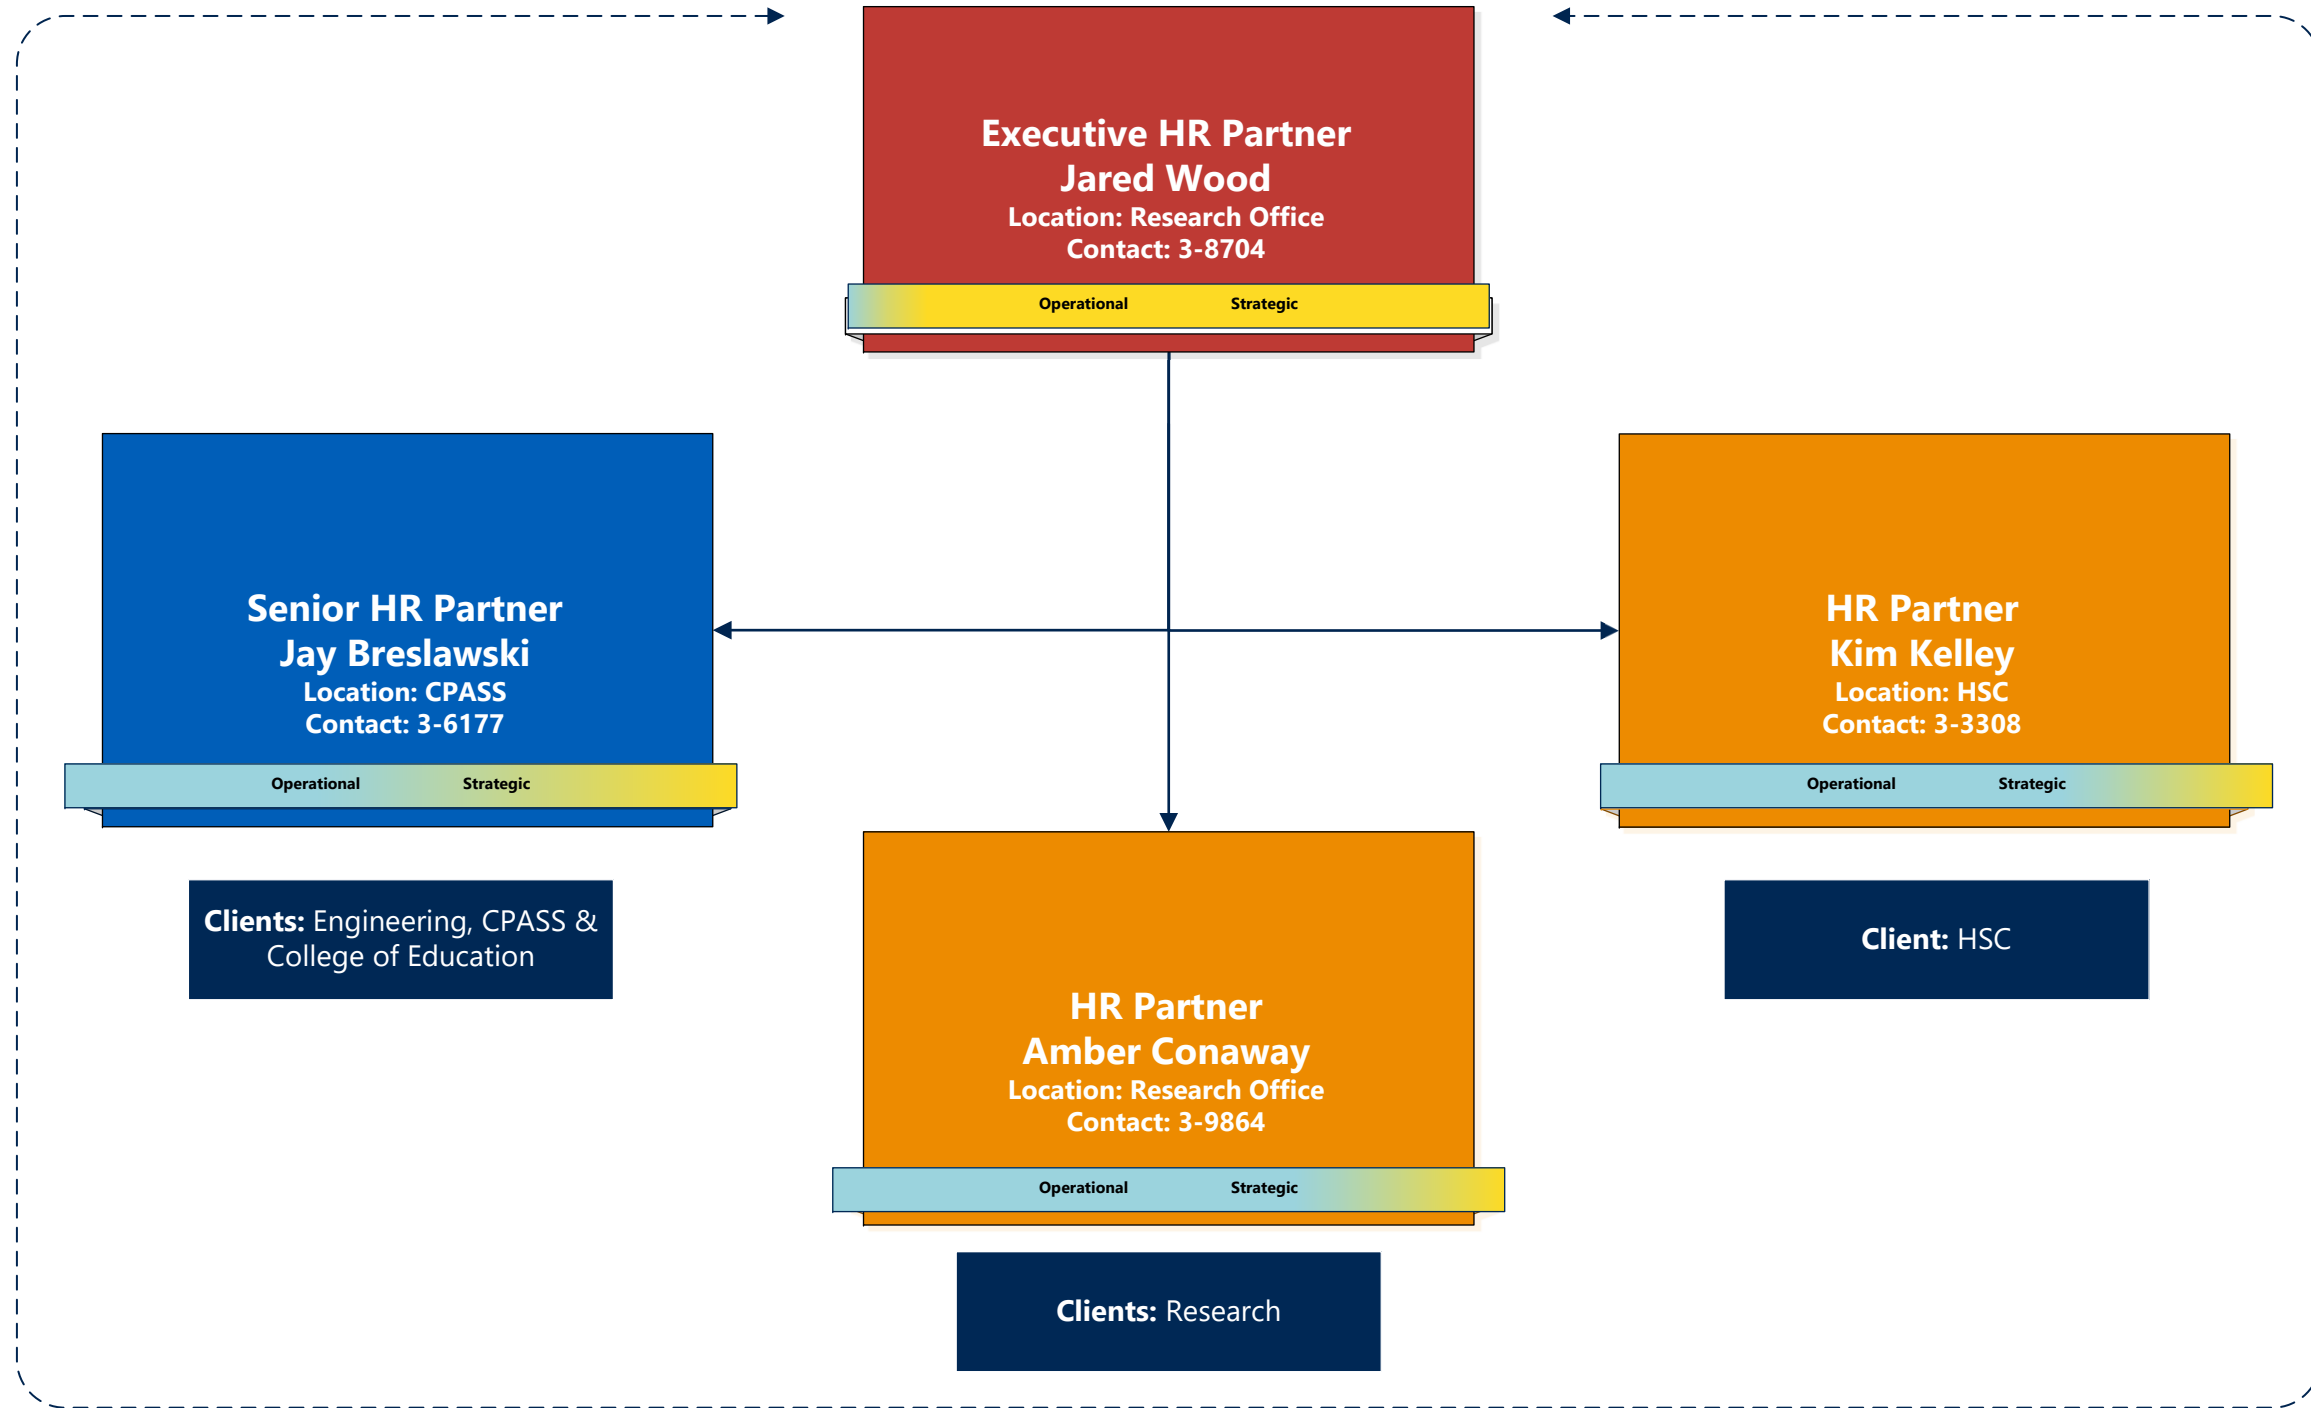 Executive HR Partner
Jared Wood
Location: Research Office
Contact: 3-8704
Operational Strategic
Senior HR Partner
Jay Breslawski
Location: CPASS
Contact: 3-6177
Operational Strategic
Clients: Engineering, CPASS &
College of Education
HR Partner
Kim Kelley
Location: HSC
Contact: 3-3308
Operational Strategic
Client: HSC
HR Partner
Amber Conaway
Location: Research Office
Contact: 3-9864
Operational Strategic
Clients: Research